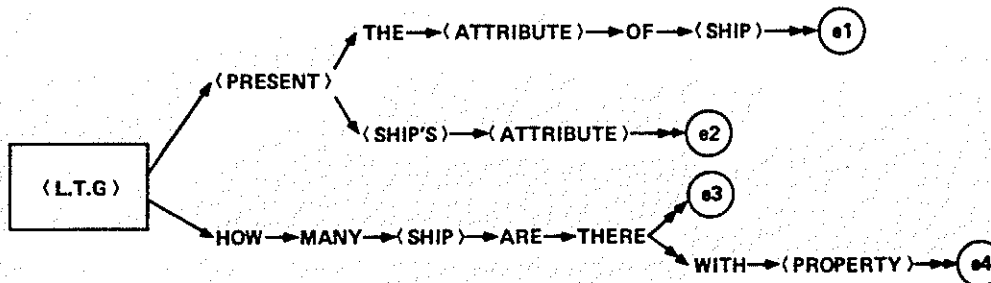 THE → ⟨ATTRIBUTE⟩ → OF → ⟨SHIP⟩ →→ e1
⟨PRESENT⟩
⟨SHIP'S⟩ → ⟨ATTRIBUTE⟩ →→ e2
⟨L.T.G⟩
e3
HOW → MANY → ⟨SHIP⟩ → ARE → THERE
WITH → ⟨PROPERTY⟩ →→ e4